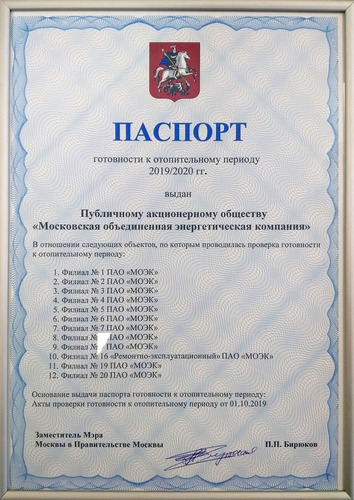 ПАСПОРТ
готовности к отопительному периоду
2019/2020 гг.
выдан
Публичному акционерному обществу
«Московская объединенная энергетическая компания»
В отношении следующих объектов, по которым проводилась проверка готовности
к отопительному периоду:
1. Филиал № 1 ПАО «МОЭК»
2. Филиал № 2 ПАО «МОЭК»
3. Филиал № 3 ПАО «МОЭК»
4. Филиал № 4 ПАО «МОЭК»
5. Филиал № 5 ПАО «МОЭК»
6. Филиал № 6 ПАО «МОЭК»
7. Филиал № 7 ПАО «МОЭК»
8. Филиал № ПАО «МОЭК»
9. Филиал № ПАО «МОЭК»
10. Филиал № 16 «Ремонтно-эксплуатационный» ПАО «МОЭК»
11. Филиал № 19 ПАО «МОЭК»
12. Филиал № 20 ПАО «МОЭК»
Основание выдачи паспорта готовности к отопительному периоду:
Акты проверки готовности к отопительному периоду от 01.10.2019
Заместитель Мэра
Москвы в Правительстве Москвы П.П. Бирюков